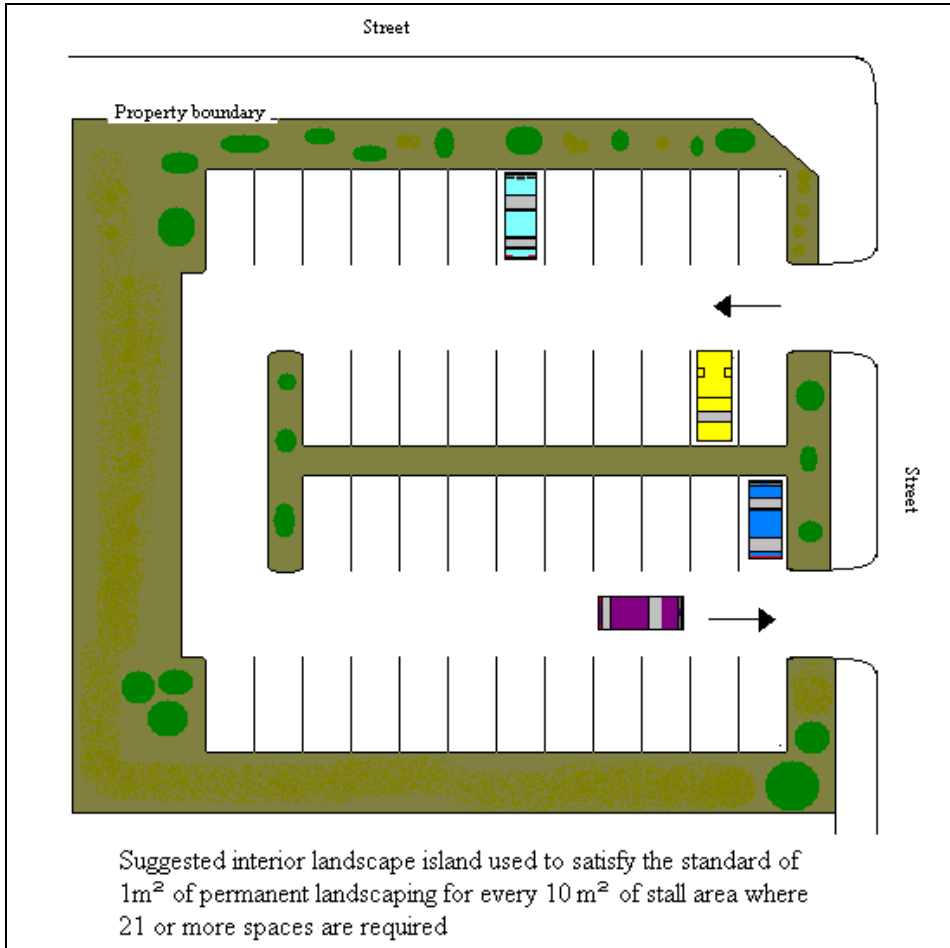 Street
Property boundary
Street
Suggested interior landscape island used to satisfy the standard of
1m² of permanent landscaping for every 10 m² of stall area where
21 or more spaces are required